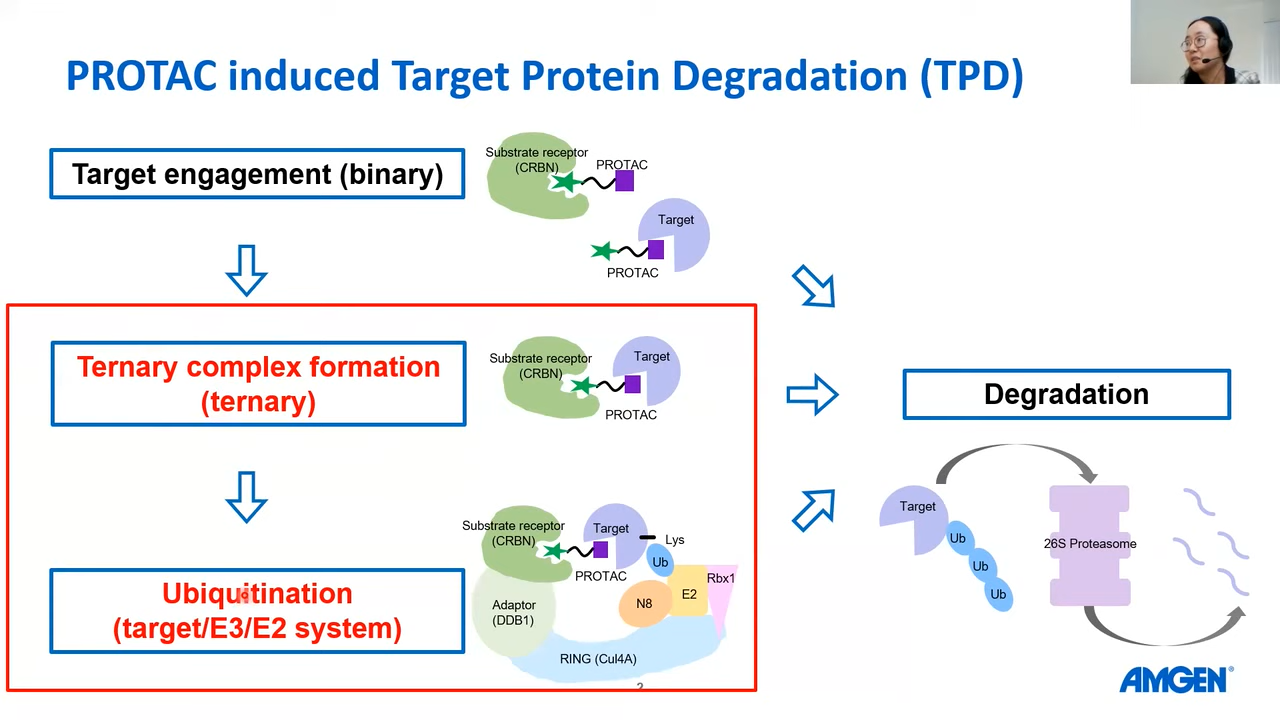 PROTAC induced Target Protein Degradation (TPD)
Target engagement (binary)
Substrate receptor
(CRBN)
PROTAC
Target
PROTAC
Ternary complex formation
(ternary)
Substrate receptor
(CRBN)
Target
PROTAC
Degradation
Ubiquitination
(target/E3/E2 system)
Substrate receptor
(CRBN)
Target
Lys
PROTAC
Ub
Rbx1
E2
N8
Adaptor
(DDB1)
RING (Cul4A)
2
Target
Ub
Ub
Ub
26S Proteasome
AMGEN®